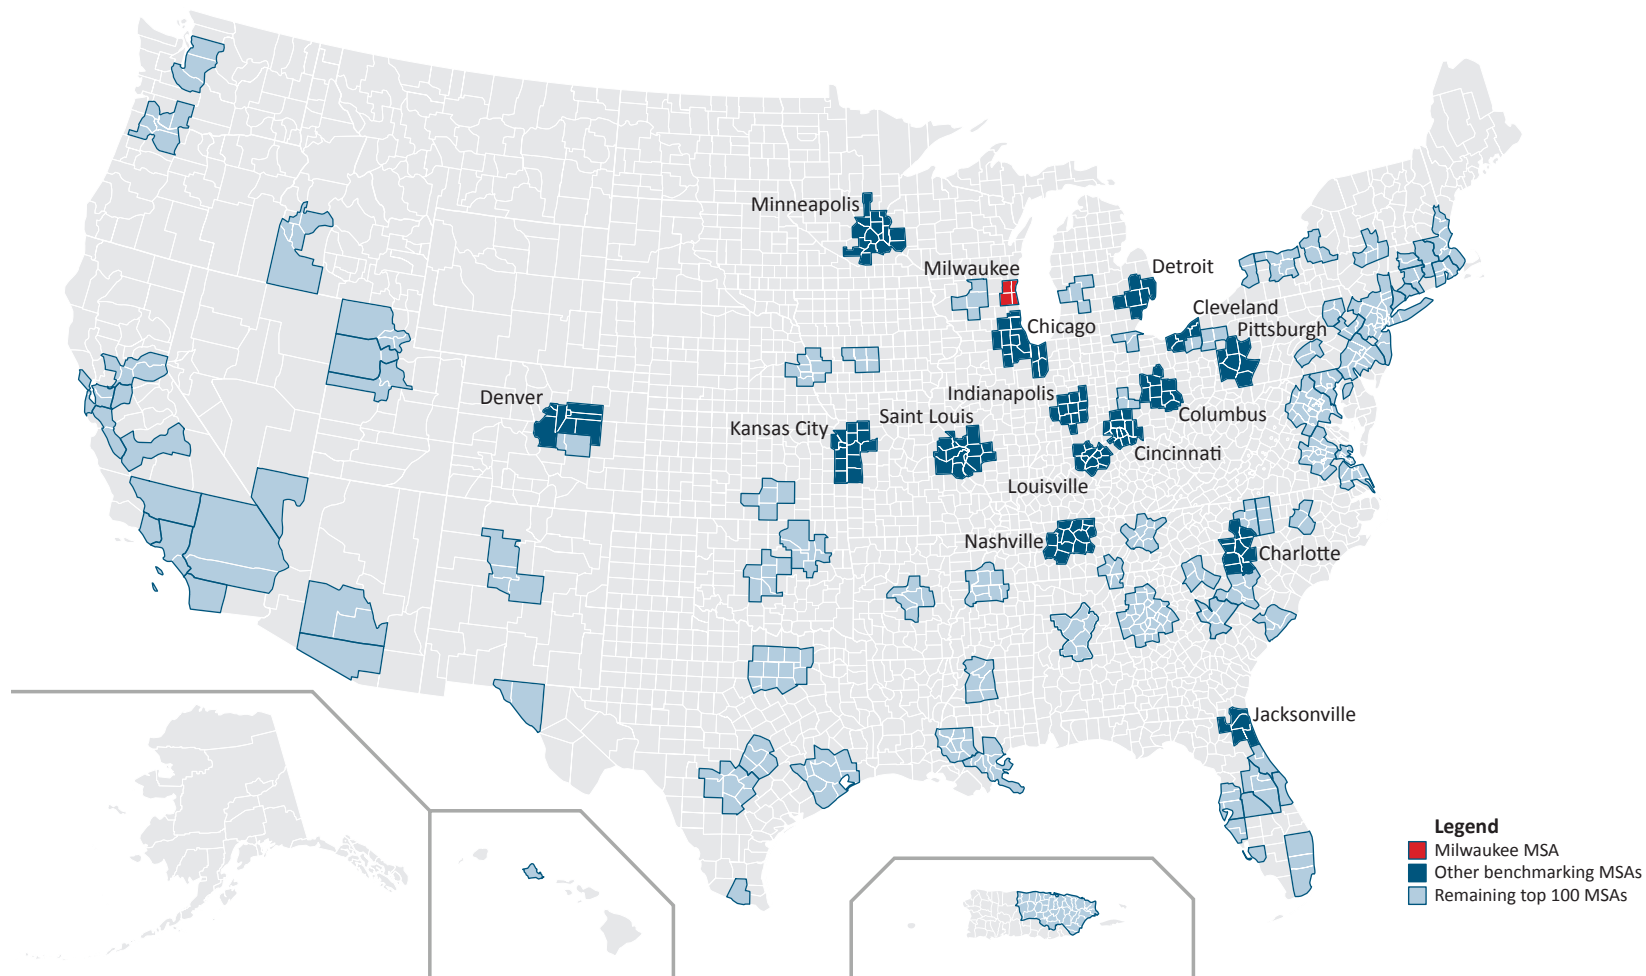 Minneapolis
Milwaukee
Detroit
Cleveland
Chicago
Pittsburgh
Denver
Indianapolis
Saint Louis
Columbus
Kansas City
Cincinnati
Louisville
Nashville
Charlotte
Jacksonville
Legend
Milwaukee MSA
Other benchmarking MSAs
Remaining top 100 MSAs